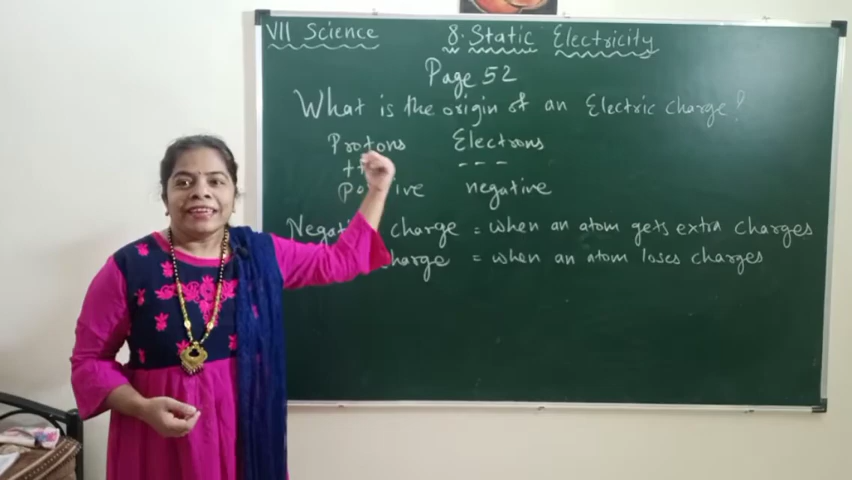 VII Science 8. Static Electricity
Page 52
What is the origin of an Electric charge?
Protons Electrons
++ - - -
negative
charge = when an atom gets extra charges
charge = when an atom loses charges